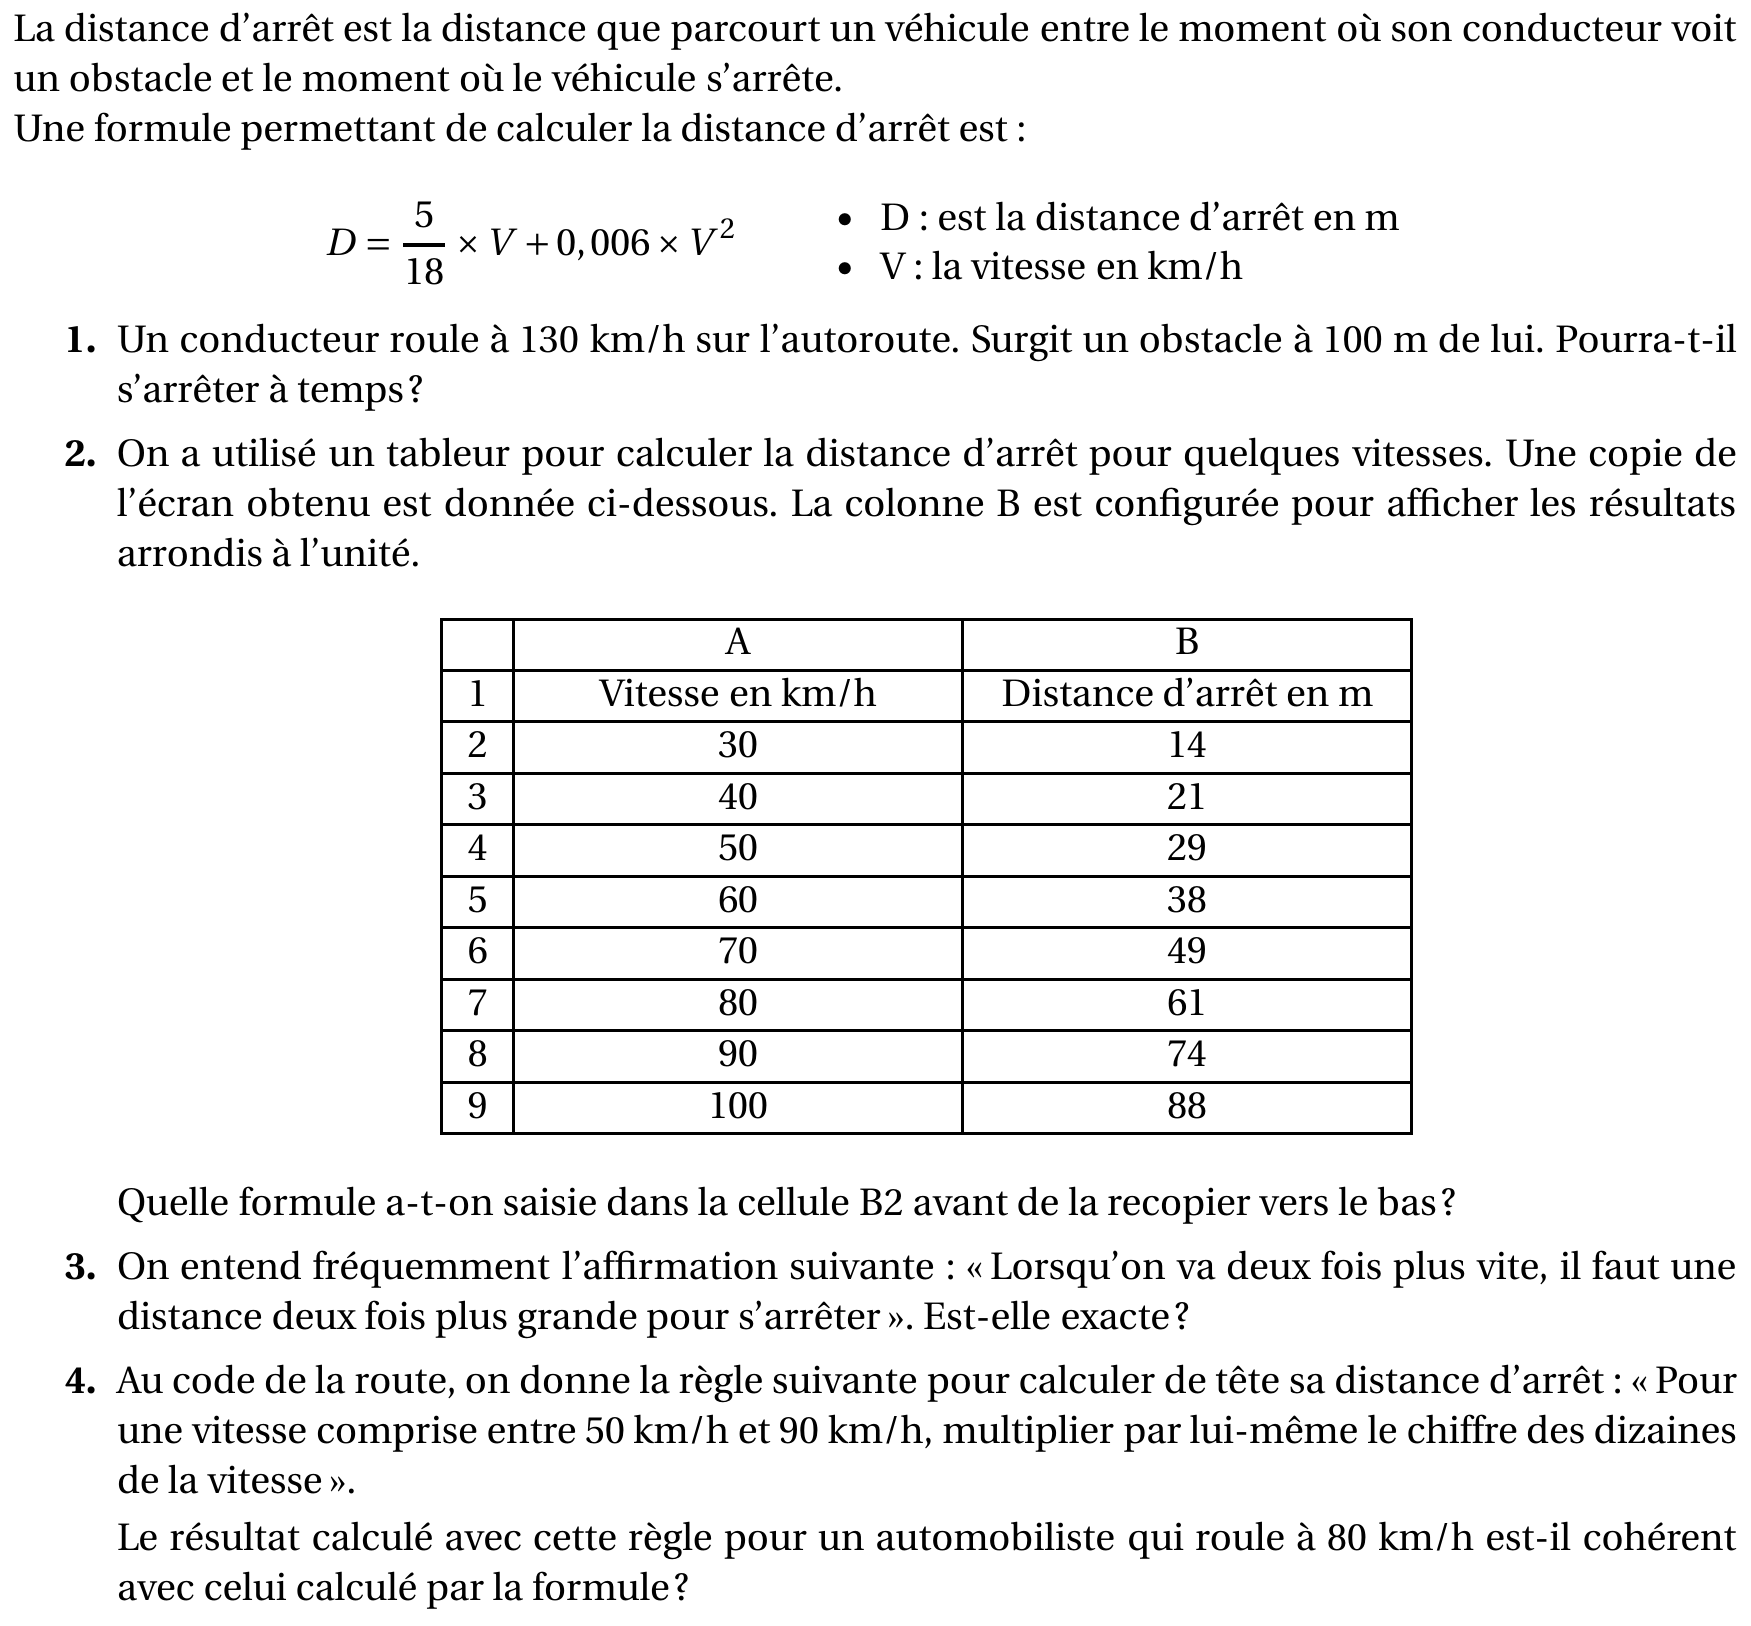 La distance d’arrêt est la distance que parcourt un véhicule entre le moment où son conducteur voit
un obstacle et le moment où le véhicule s’arrête.
Une formule permettant de calculer la distance d’arrêt est :
D = 5/18 × V + 0,006 × V²
• D : est la distance d’arrêt en m
• V : la vitesse en km/h
1. Un conducteur roule à 130 km/h sur l’autoroute. Surgit un obstacle à 100 m de lui. Pourra-t-il
s’arrêter à temps ?
2. On a utilisé un tableur pour calculer la distance d’arrêt pour quelques vitesses. Une copie de
l’écran obtenu est donnée ci-dessous. La colonne B est configurée pour afficher les résultats
arrondis à l’unité.
A B
1 Vitesse en km/h Distance d’arrêt en m
2 30 14
3 40 21
4 50 29
5 60 38
6 70 49
7 80 61
8 90 74
9 100 88
Quelle formule a-t-on saisie dans la cellule B2 avant de la recopier vers le bas ?
3. On entend fréquemment l’affirmation suivante : « Lorsqu’on va deux fois plus vite, il faut une
distance deux fois plus grande pour s’arrêter ». Est-elle exacte ?
4. Au code de la route, on donne la règle suivante pour calculer de tête sa distance d’arrêt : « Pour
une vitesse comprise entre 50 km/h et 90 km/h, multiplier par lui-même le chiffre des dizaines
de la vitesse ».
Le résultat calculé avec cette règle pour un automobiliste qui roule à 80 km/h est-il cohérent
avec celui calculé par la formule ?